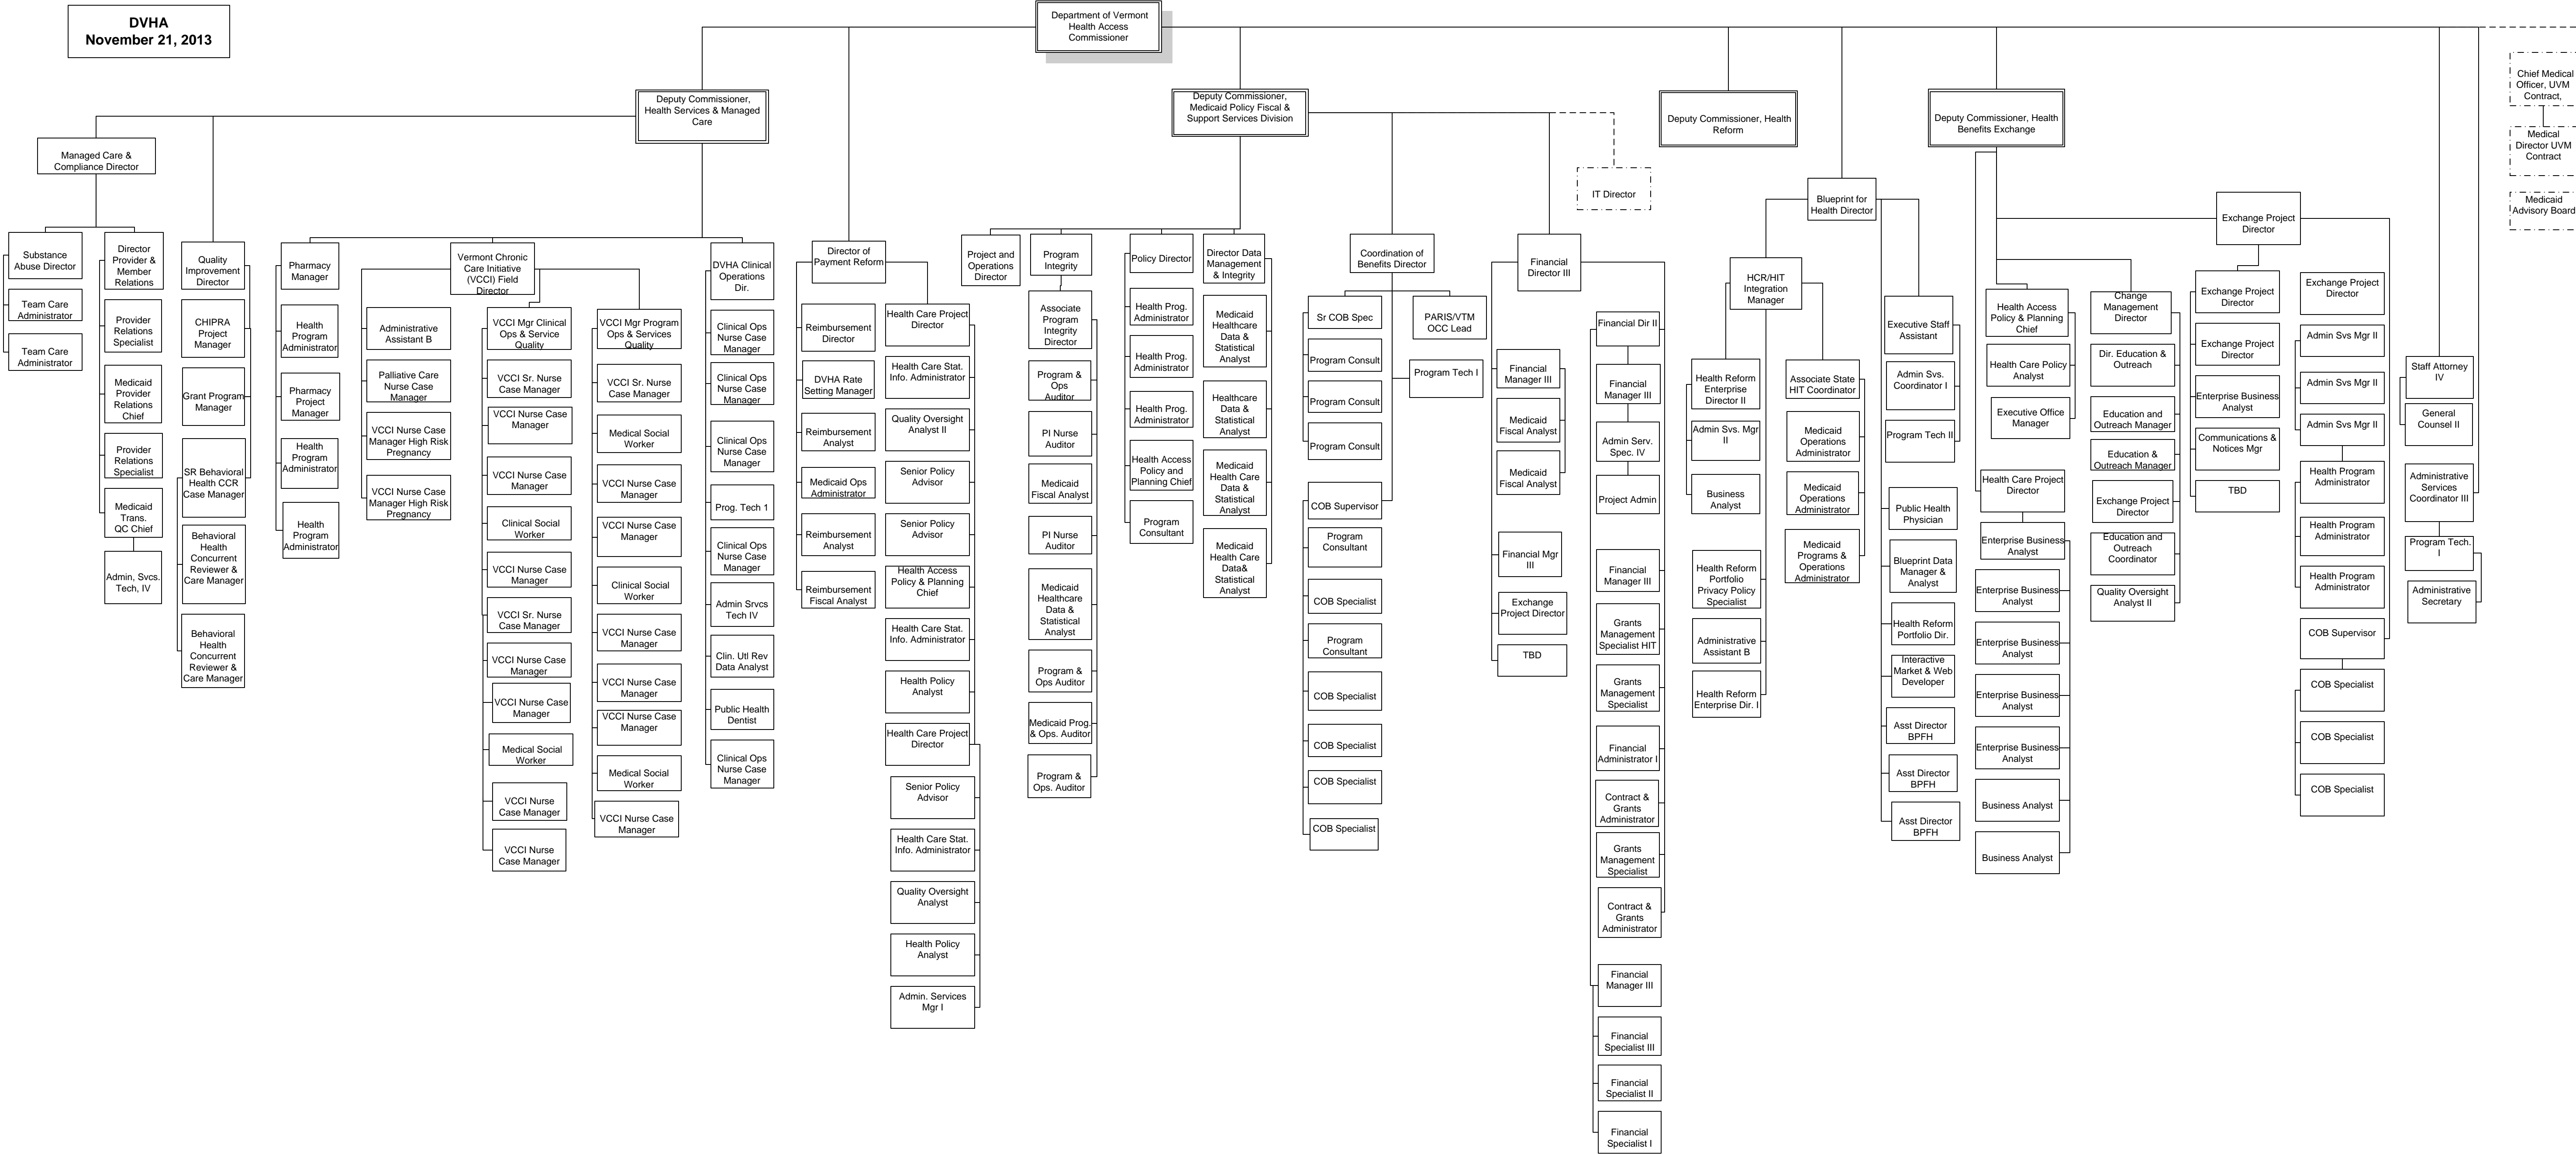 DVHA
November 21, 2013
Department of Vermont
Health Access
Commissioner
Deputy Commissioner,
Health Services & Managed
Care
Deputy Commissioner,
Medicaid Policy Fiscal &
Support Services Division
Deputy Commissioner, Health
Reform
Deputy Commissioner, Health
Benefits Exchange
Chief Medical
Officer, UVM
Contract,
Medical
Director UVM
Contract
Medicaid
Advisory Board
Managed Care &
Compliance Director
IT Director
Blueprint for
Health Director
Exchange Project
Director
Substance
Abuse Director
Team Care
Administrator
Team Care
Administrator
Director
Provider &
Member
Relations
Provider
Relations
Specialist
Medicaid
Provider
Relations
Chief
Provider
Relations
Specialist
Medicaid
Trans.
QC Chief
Admin, Svcs.
Tech, IV
Quality
Improvement
Director
CHIPRA
Project
Manager
Grant Program
Manager
SR Behavioral
Health CCR
Case Manager
Behavioral
Health
Concurrent
Reviewer &
Care Manager
Behavioral
Health
Concurrent
Reviewer &
Care Manager
Pharmacy
Manager
Health
Program
Administrator
Pharmacy
Project
Manager
Health
Program
Administrator
Health
Program
Administrator
Vermont Chronic
Care Initiative
(VCCI) Field
Director
Administrative
Assistant B
Palliative Care
Nurse Case
Manager
VCCI Nurse Case
Manager High Risk
Pregnancy
VCCI Nurse Case
Manager High Risk
Pregnancy
VCCI Mgr Clinical
Ops & Service
Quality
VCCI Sr. Nurse
Case Manager
VCCI Nurse Case
Manager
VCCI Nurse Case
Manager
Clinical Social
Worker
VCCI Nurse Case
Manager
VCCI Sr. Nurse
Case Manager
VCCI Nurse Case
Manager
VCCI Nurse Case
Manager
Medical Social
Worker
VCCI Nurse
Case Manager
VCCI Nurse
Case Manager
VCCI Mgr Program
Ops & Services
Quality
VCCI Sr. Nurse
Case Manager
Medical Social
Worker
VCCI Nurse Case
Manager
VCCI Nurse Case
Manager
Clinical Social
Worker
VCCI Nurse Case
Manager
VCCI Nurse Case
Manager
VCCI Nurse Case
Manager
Medical Social
Worker
VCCI Nurse Case
Manager
DVHA Clinical
Operations
Dir.
Clinical Ops
Nurse Case
Manager
Clinical Ops
Nurse Case
Manager
Clinical Ops
Nurse Case
Manager
Prog. Tech 1
Clinical Ops
Nurse Case
Manager
Admin Srvcs
Tech IV
Clin. Utl Rev
Data Analyst
Public Health
Dentist
Clinical Ops
Nurse Case
Manager
Director of
Payment Reform
Reimbursement
Director
DVHA Rate
Setting Manager
Reimbursement
Analyst
Medicaid Ops
Administrator
Reimbursement
Analyst
Reimbursement
Fiscal Analyst
Health Care Project
Director
Health Care Stat.
Info. Administrator
Quality Oversight
Analyst II
Senior Policy
Advisor
Senior Policy
Advisor
Health Access
Policy & Planning
Chief
Health Care Stat.
Info. Administrator
Health Policy
Analyst
Health Care Project
Director
Senior Policy
Advisor
Health Care Stat.
Info. Administrator
Quality Oversight
Analyst
Health Policy
Analyst
Admin. Services
Mgr I
Project and
Operations
Director
Program
Integrity
Associate
Program
Integrity
Director
Program &
Ops
Auditor
PI Nurse
Auditor
Medicaid
Fiscal Analyst
PI Nurse
Auditor
Medicaid
Healthcare
Data &
Statistical
Analyst
Program &
Ops Auditor
Medicaid Prog.
& Ops. Auditor
Program &
Ops. Auditor
Policy Director
Health Prog.
Administrator
Health Prog.
Administrator
Health Prog.
Administrator
Health Access
Policy and
Planning Chief
Program
Consultant
Director Data
Management
& Integrity
Medicaid
Healthcare
Data &
Statistical
Analyst
Healthcare
Data &
Statistical
Analyst
Medicaid
Health Care
Data &
Statistical
Analyst
Medicaid
Health Care
Data&
Statistical
Analyst
Coordination of
Benefits Director
Sr COB Spec
Program Consult
Program Consult
Program Consult
COB Supervisor
Program
Consultant
COB Specialist
Program
Consultant
COB Specialist
COB Specialist
COB Specialist
COB Specialist
PARIS/VTM
OCC Lead
Program Tech I
Financial
Director III
Financial
Manager III
Medicaid
Fiscal Analyst
Medicaid
Fiscal Analyst
Financial Mgr
III
Exchange
Project Director
TBD
Financial Dir II
Financial
Manager III
Admin Serv.
Spec. IV
Project Admin
Financial
Manager III
Grants
Management
Specialist HIT
Grants
Management
Specialist
Financial
Administrator I
Contract &
Grants
Administrator
Grants
Management
Specialist
Contract &
Grants
Administrator
Financial
Manager III
Financial
Specialist III
Financial
Specialist II
Financial
Specialist I
HCR/HIT
Integration
Manager
Health Reform
Enterprise
Director II
Admin Svs. Mgr
II
Business
Analyst
Health Reform
Portfolio
Privacy Policy
Specialist
Administrative
Assistant B
Health Reform
Enterprise Dir. I
Associate State
HIT Coordinator
Medicaid
Operations
Administrator
Medicaid
Operations
Administrator
Medicaid
Programs &
Operations
Administrator
Executive Staff
Assistant
Admin Svs.
Coordinator I
Program Tech II
Public Health
Physician
Blueprint Data
Manager &
Analyst
Health Reform
Portfolio Dir.
Interactive
Market & Web
Developer
Asst Director
BPFH
Asst Director
BPFH
Asst Director
BPFH
Health Access
Policy & Planning
Chief
Health Care Policy
Analyst
Executive Office
Manager
Health Care Project
Director
Enterprise Business
Analyst
Enterprise Business
Analyst
Enterprise Business
Analyst
Enterprise Business
Analyst
Enterprise Business
Analyst
Business Analyst
Business Analyst
Change
Management
Director
Dir. Education &
Outreach
Education and
Outreach Manager
Education &
Outreach Manager
Exchange Project
Director
Education and
Outreach
Coordinator
Quality Oversight
Analyst II
Exchange Project
Director
Exchange Project
Director
Enterprise Business
Analyst
Communications &
Notices Mgr
TBD
Exchange Project
Director
Admin Svs Mgr II
Admin Svs Mgr II
Admin Svs Mgr II
Health Program
Administrator
Health Program
Administrator
Health Program
Administrator
COB Supervisor
COB Specialist
COB Specialist
COB Specialist
Staff Attorney
IV
General
Counsel II
Administrative
Services
Coordinator III
Program Tech.
I
Administrative
Secretary